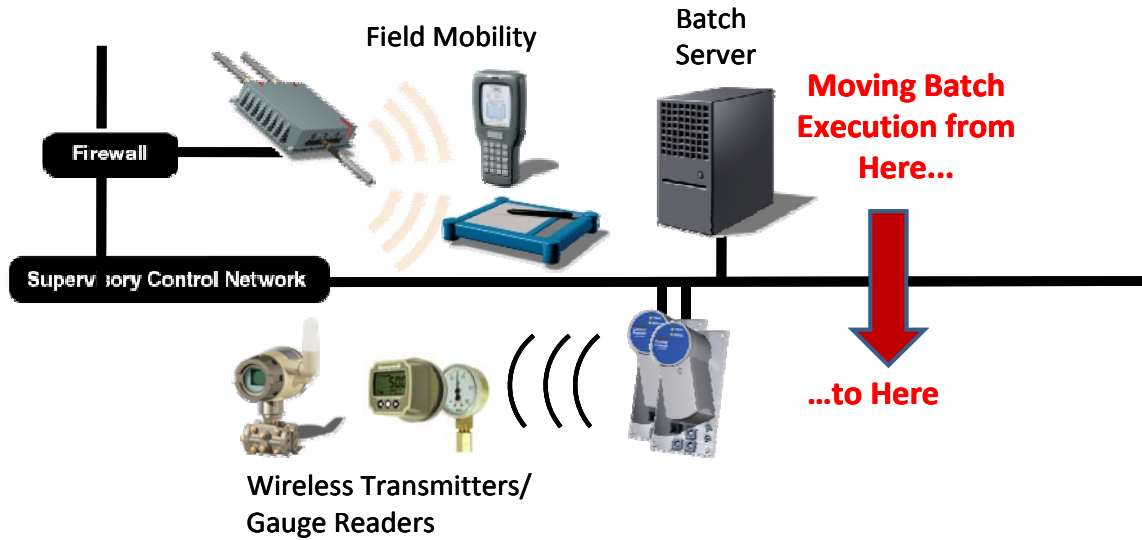 Field Mobility
Batch
Server
Moving Batch
Execution from
Here...
Firewall
Supervisory Control Network
...to Here
Wireless Transmitters/
Gauge Readers